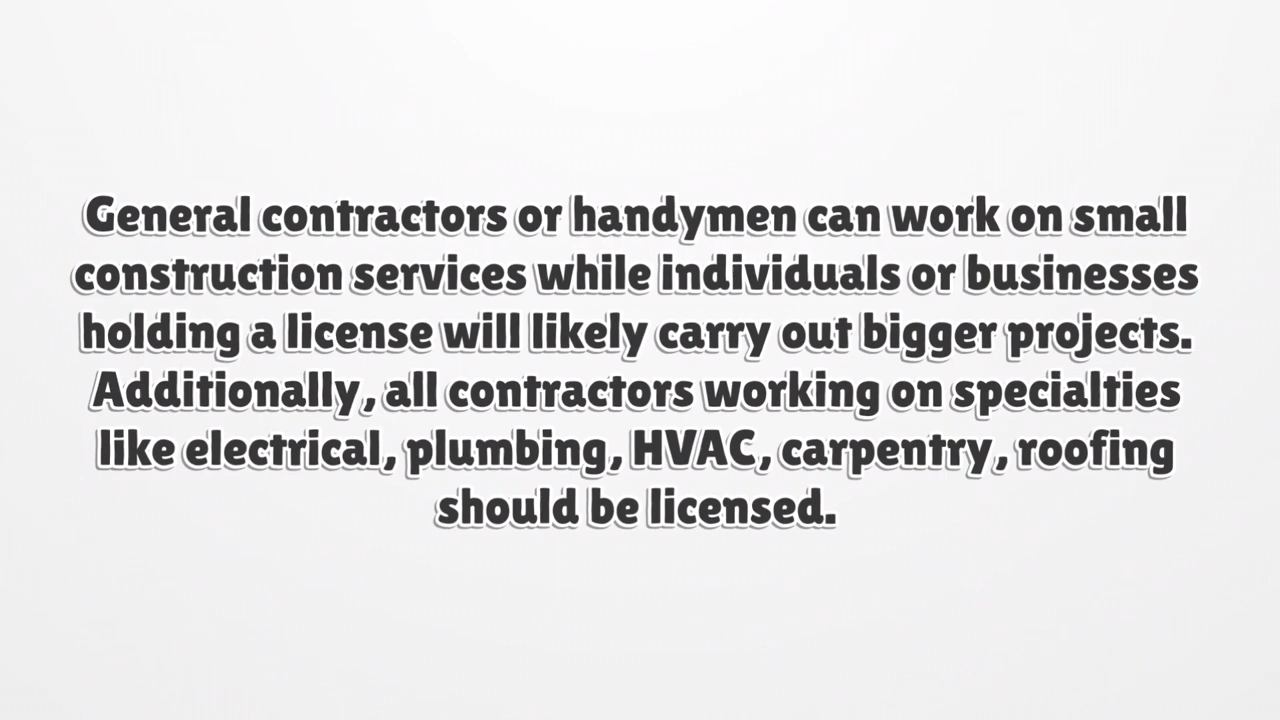 General contractors or handymen can work on small
construction services while individuals or businesses
holding a license will likely carry out bigger projects.
Additionally, all contractors working on specialties
like electrical, plumbing, HVAC, carpentry, roofing
should be licensed.